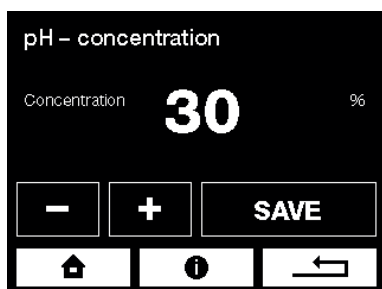 pH – concentration
Concentration 30 %
– + SAVE